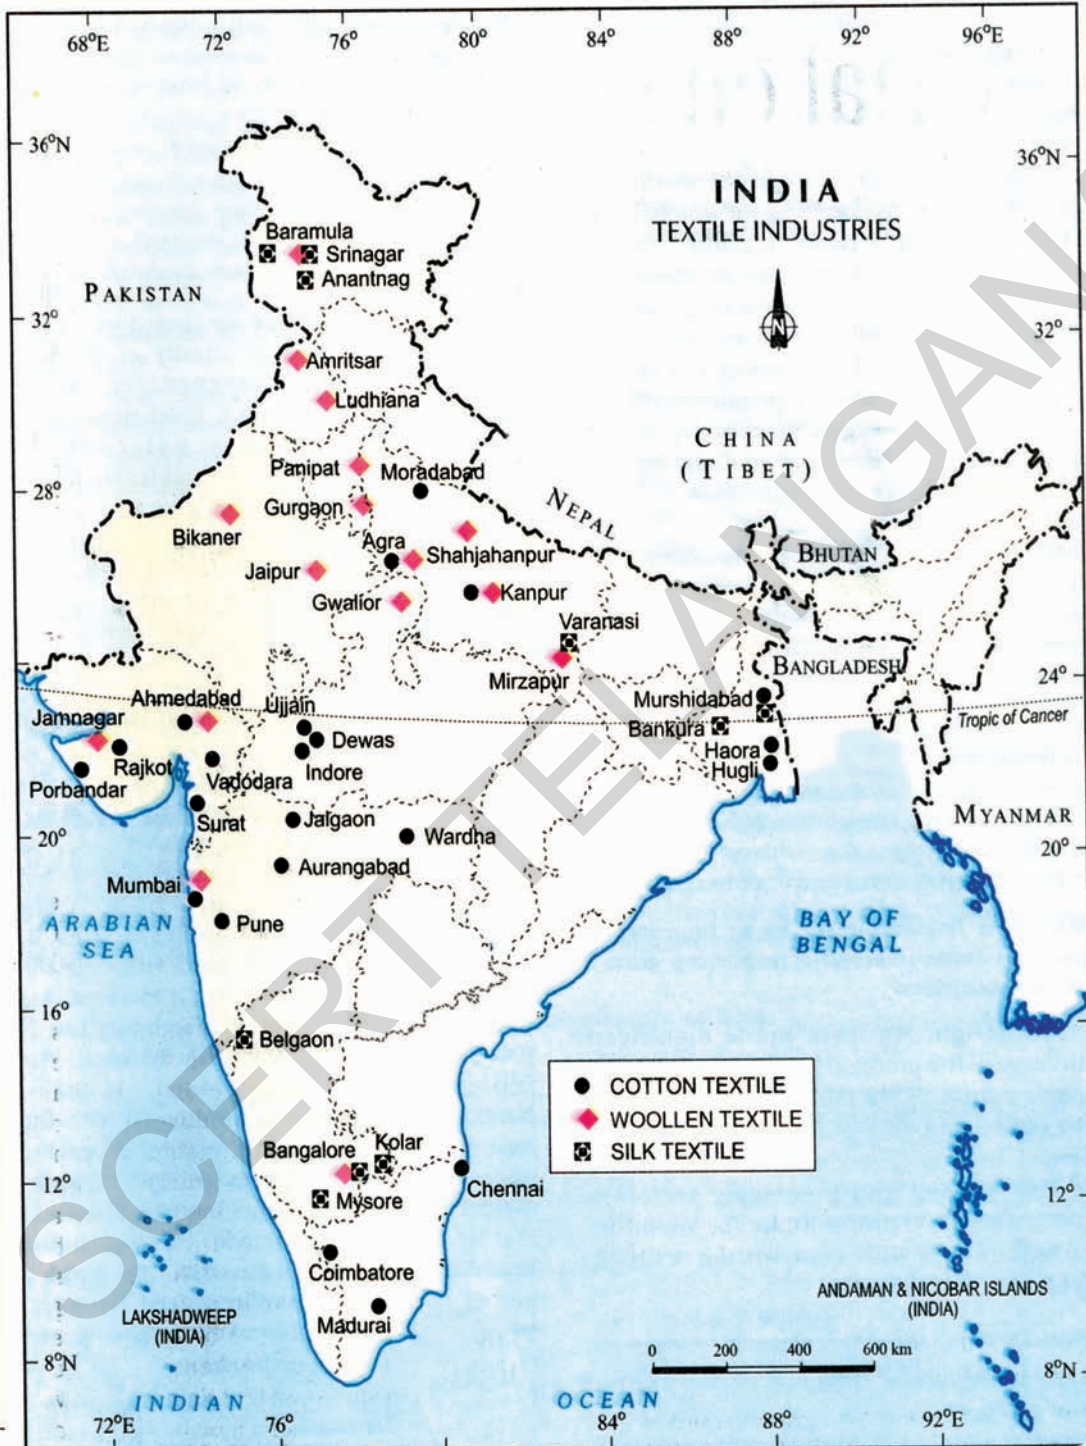 68°E 72° 76° 80° 84° 88° 92° 96°E
36°N
36°N
INDIA
TEXTILE INDUSTRIES
N
Baramula
Srinagar
Anantnag
PAKISTAN
32°
32°
Amritsar
Ludhiana
CHINA
(TIBET)
Panipat
Moradabad
28°
28°
Gurgaon
NEPAL
Bikaner
Agra
Shahjahanpur
BHUTAN
Jaipur
Gwalior
Kanpur
Varanasi
Mirzapur
BANGLADESH
24°
Ahmedabad
Murshidabad
Jamnagar
Ujjain
Bankura
Tropic of Cancer
Dewas
Rajkot
Haora
Indore
Hugli
Porbandar
Vadodara
MYANMAR
Surat
Jalgaon
Wardha
20°
20°
Aurangabad
Mumbai
Pune
ARABIAN
SEA
BAY OF
BENGAL
16°
Belgaon
COTTON TEXTILE
WOOLLEN TEXTILE
SILK TEXTILE
Bangalore
Kolar
Chennai
Mysore
12°
12°
Coimbatore
Madurai
LAKSHADWEEP
(INDIA)
ANDAMAN & NICOBAR ISLANDS
(INDIA)
0 200 400 600 km
8°N
8°N
INDIAN OCEAN
72°E 76° 84° 88° 92°E
SCERT TELANGAN